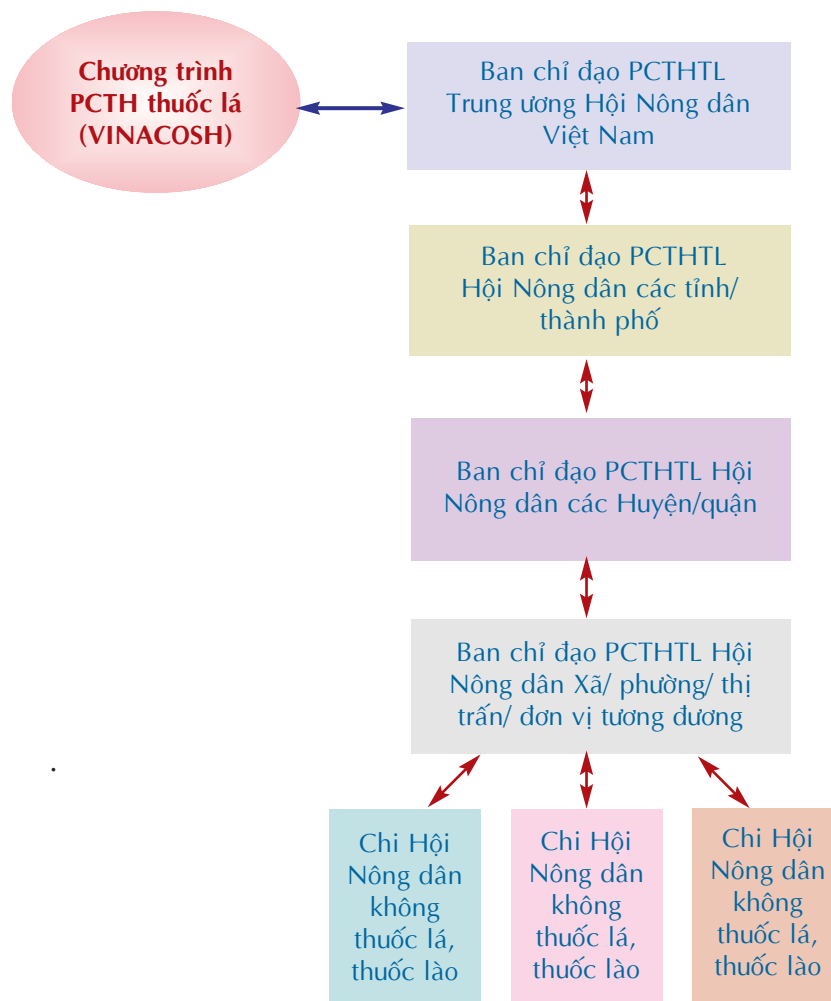 Chương trình
PCTH thuốc lá
(VINACOSH)
Ban chỉ đạo PCTHTL
Trung ương Hội Nông dân
Việt Nam
Ban chỉ đạo PCTHTL
Hội Nông dân các tỉnh/
thành phố
Ban chỉ đạo PCTHTL Hội
Nông dân các Huyện/quận
Ban chỉ đạo PCTHTL Hội
Nông dân Xã/ phường/ thị
trấn/ đơn vị tương đương
.
Chi Hội
Nông dân
không
thuốc lá,
thuốc lào
Chi Hội
Nông dân
không
thuốc lá,
thuốc lào
Chi Hội
Nông dân
không
thuốc lá,
thuốc lào